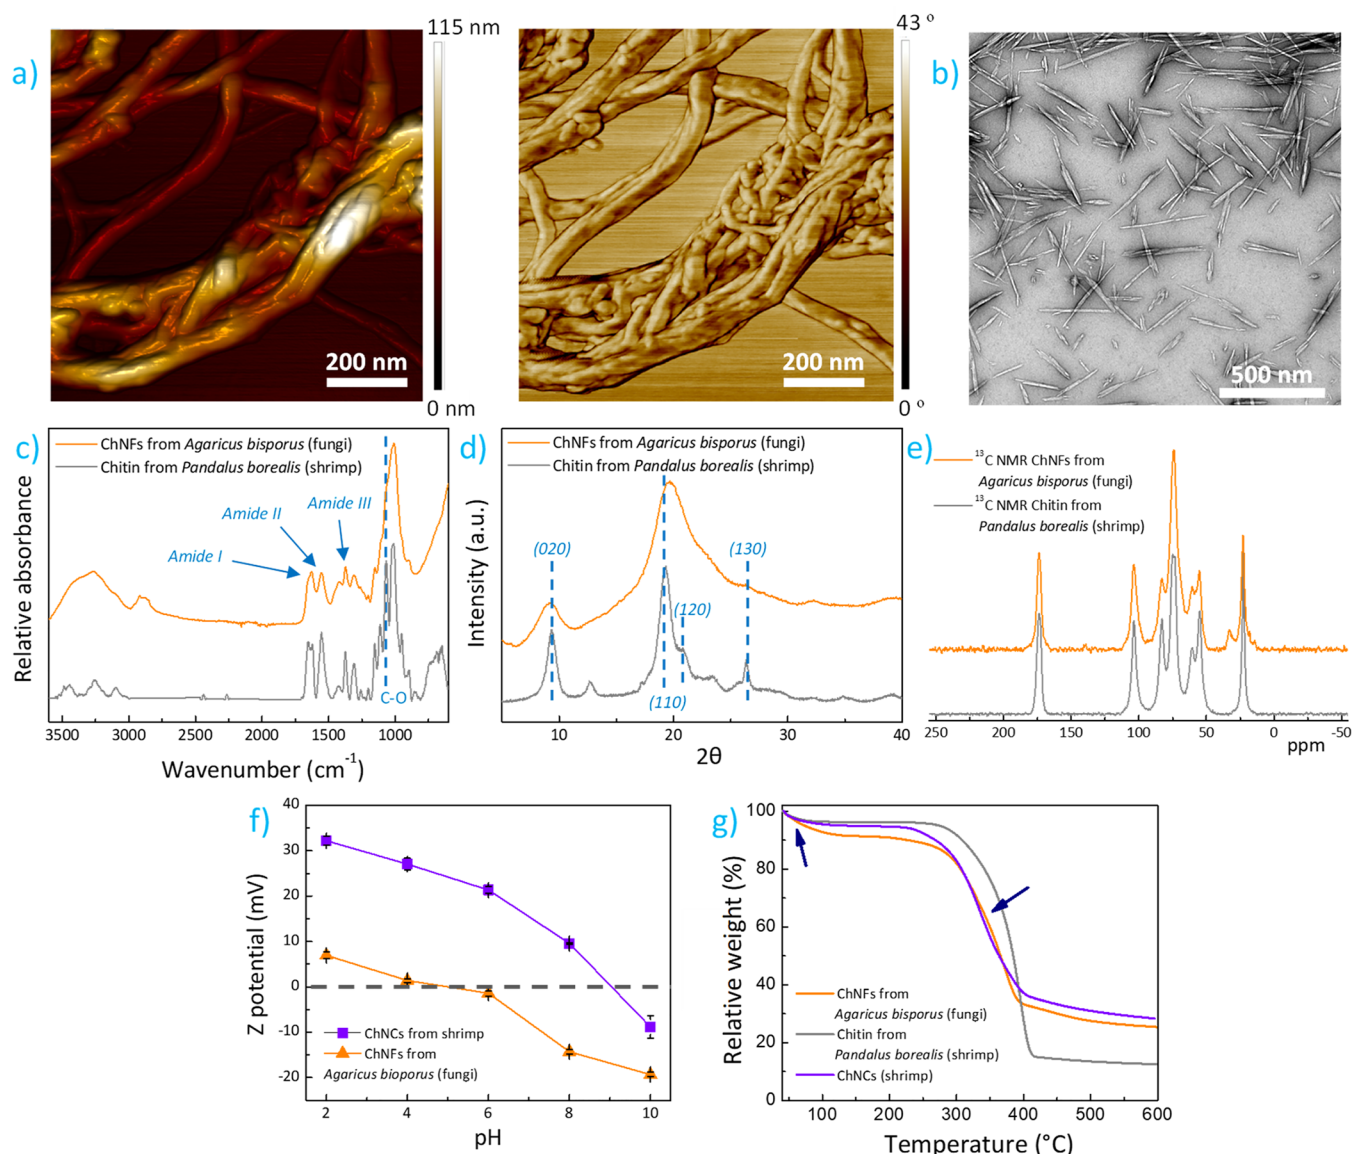 a)
115 nm
0 nm
200 nm
43 º
0 º
200 nm
b)
500 nm
c)
ChNFs from Agaricus bisporus (fungi)
Chitin from Pandalus borealis (shrimp)
Amide III
Amide II
Amide I
C-O
Relative absorbance
3500 3000 2500 2000 1500 1000
Wavenumber (cm⁻¹)
d)
ChNFs from Agaricus bisporus (fungi)
Chitin from Pandalus borealis (shrimp)
(020)
(130)
(120)
(110)
Intensity (a.u.)
10 20 30 40
2θ
e)
¹³C NMR ChNFs from
Agaricus bisporus (fungi)
¹³C NMR Chitin from
Pandalus borealis (shrimp)
250 200 150 100 50 0 -50
ppm
f)
40
30
20
10
0
-10
-20
Z potential (mV)
ChNCs from shrimp
ChNFs from
Agaricus bioporus (fungi)
2 4 6 8 10
pH
g)
100
80
60
40
20
0
Relative weight (%)
ChNFs from
Agaricus bisporus (fungi)
Chitin from
Pandalus borealis (shrimp)
ChNCs (shrimp)
100 200 300 400 500 600
Temperature (°C)